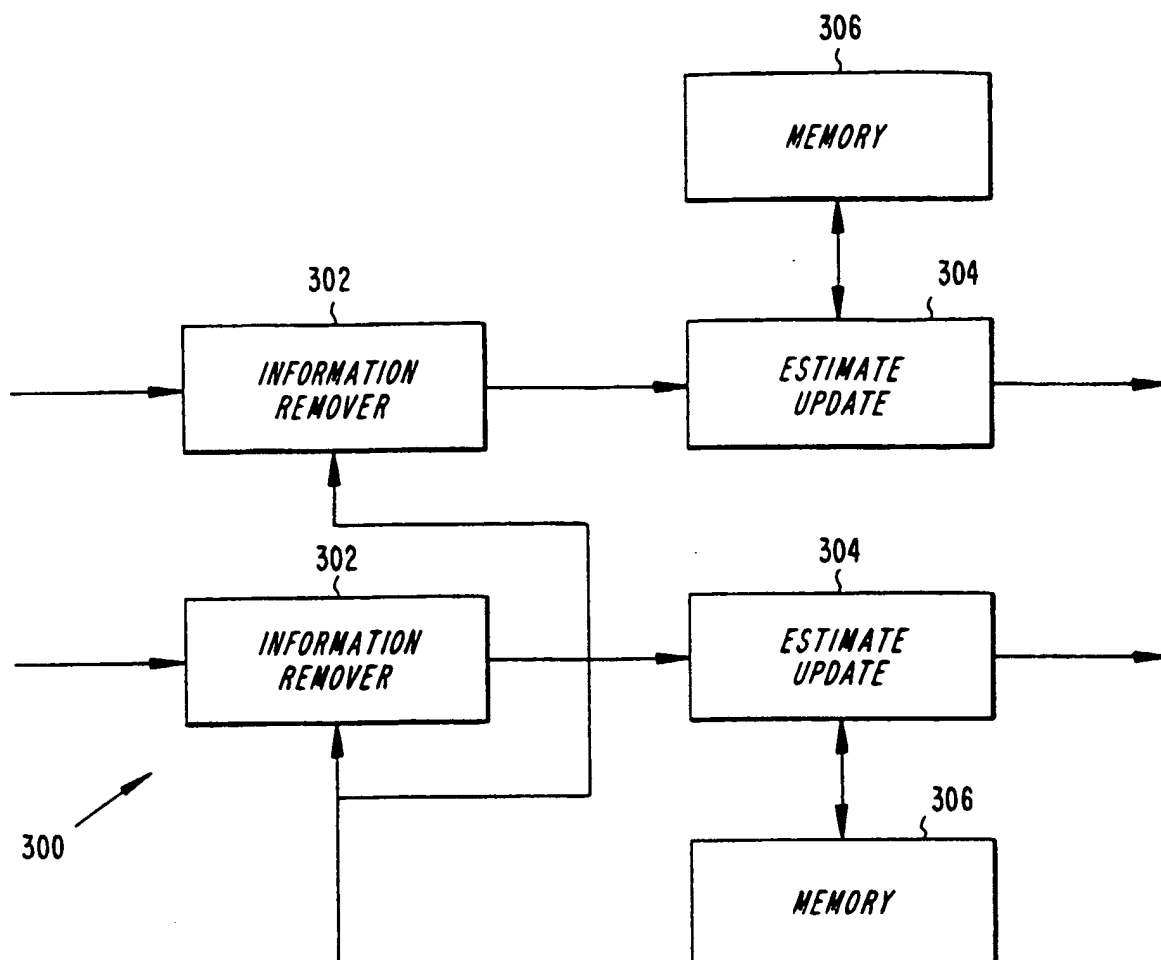 306
MEMORY
302
304
INFORMATION
REMOVER
ESTIMATE
UPDATE
302
304
INFORMATION
REMOVER
ESTIMATE
UPDATE
300
306
MEMORY